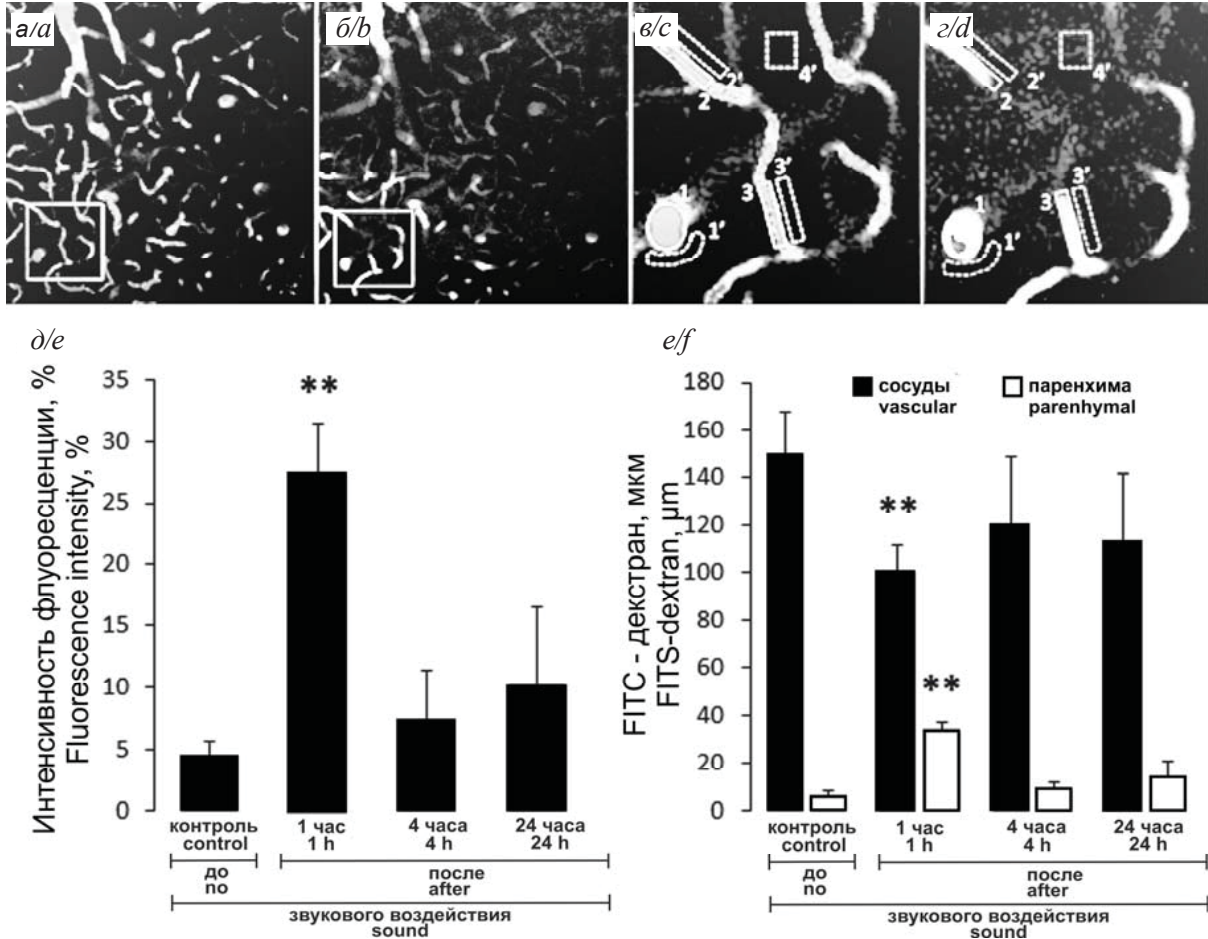 а/a
б/b
в/c
г/d
2'
2
4'
3'
3
1
1'
2'
2
4'
3'
3
1
1'
д/e
Интенсивность флуоресценции, %
Fluorescence intensity, %
35
30
25
20
15
10
5
0
**
контроль
control
1 час
1 h
4 часа
4 h
24 часа
24 h
до
no
после
after
звукового воздействия
sound
е/f
FITC - декстран, мкм
FITS-dextran, µm
180
160
140
120
100
80
60
40
20
0
сосуды
vascular
паренхима
parenhymal
**
**
контроль
control
1 час
1 h
4 часа
4 h
24 часа
24 h
до
no
после
after
звукового воздействия
sound